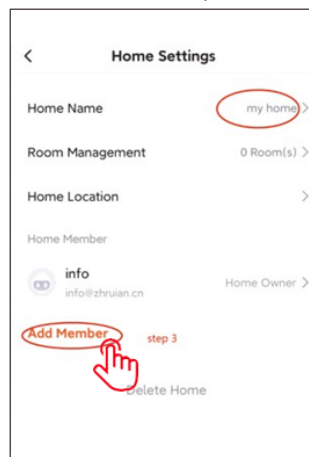 Home Settings
Home Name my home
Room Management 0 Room(s)
Home Location
Home Member
info
info@zhruian.cn Home Owner
Add Member step 3
Delete Home